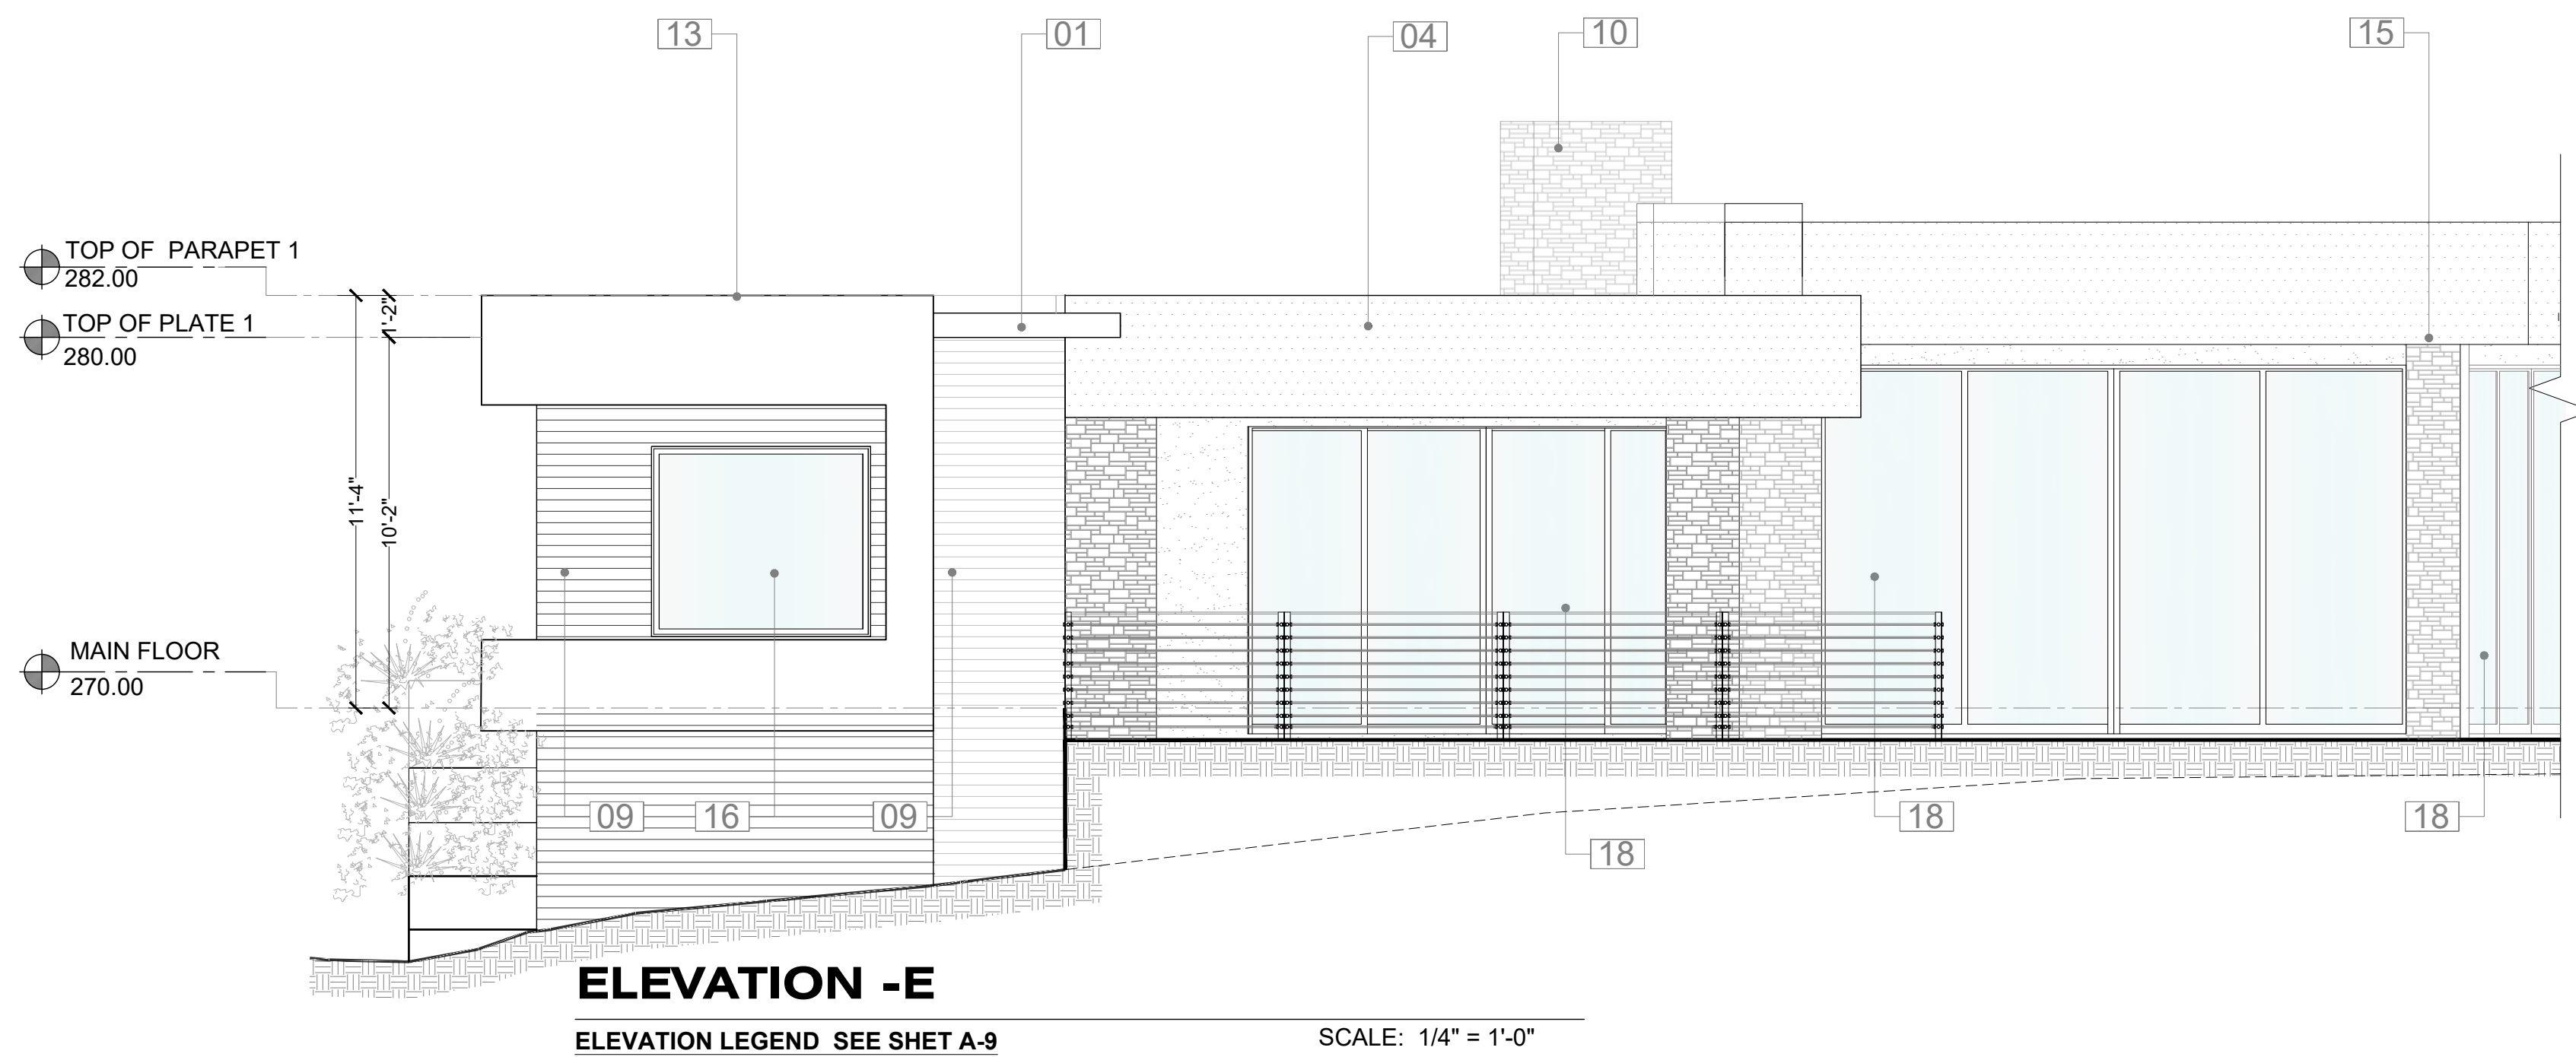 13
01
04
10
15
TOP OF PARAPET 1
282.00
1'-2"
TOP OF PLATE 1
280.00
11'-4"
10'-2"
MAIN FLOOR
270.00
09
16
09
18
18
18
ELEVATION -E
ELEVATION LEGEND SEE SHET A-9
SCALE: 1/4" = 1'-0"